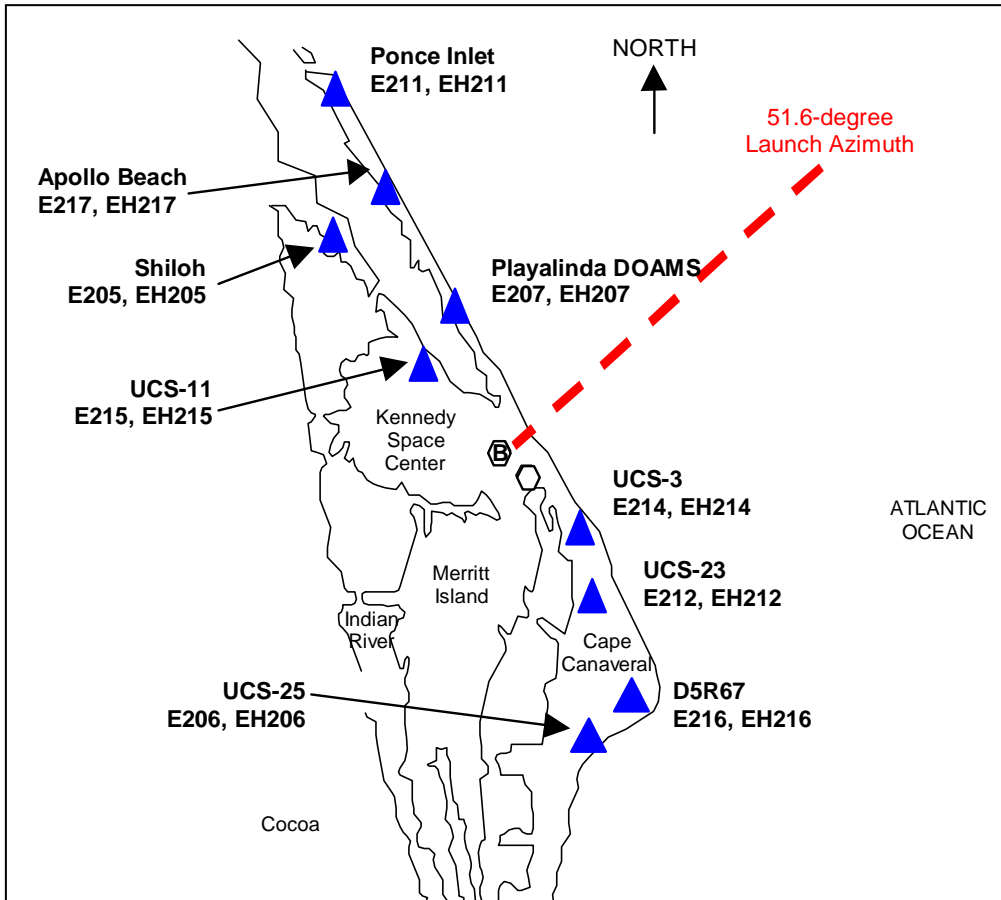 Ponce Inlet
E211, EH211
NORTH
51.6-degree
Launch Azimuth
Apollo Beach
E217, EH217
Shiloh
E205, EH205
Playalinda DOAMS
E207, EH207
UCS-11
E215, EH215
Kennedy
Space
Center
B
UCS-3
E214, EH214
ATLANTIC
OCEAN
UCS-23
E212, EH212
Merritt
Island
Indian
River
Cape
Canaveral
UCS-25
E206, EH206
D5R67
E216, EH216
Cocoa